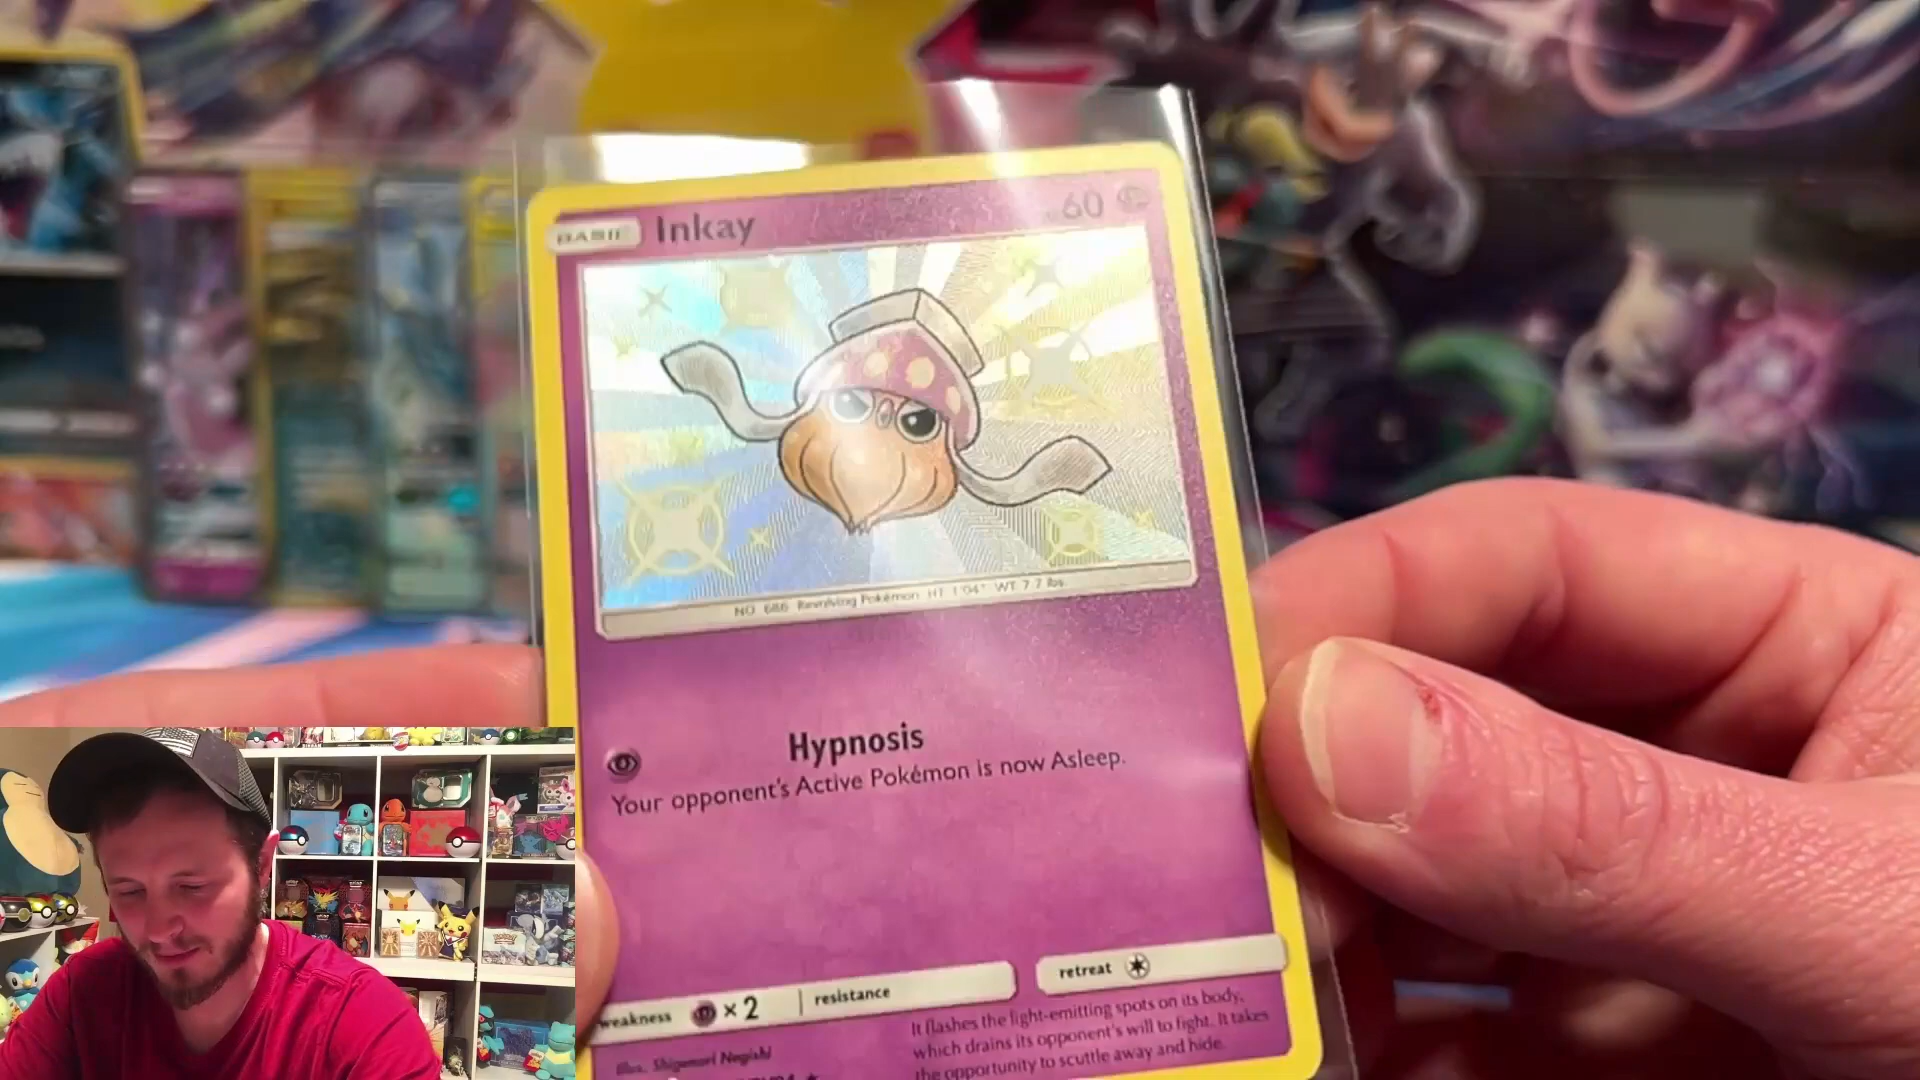 BASIC Inkay 60
NO. 686 Revolving Pokémon HT 1'04" WT 7.7 lbs.
Hypnosis
Your opponent's Active Pokémon is now Asleep.
weakness ×2 resistance retreat
Illus. Shigenori Negishi
It flashes the light-emitting spots on its body,
which drains its opponent's will to fight. It takes
the opportunity to scuttle away and hide.